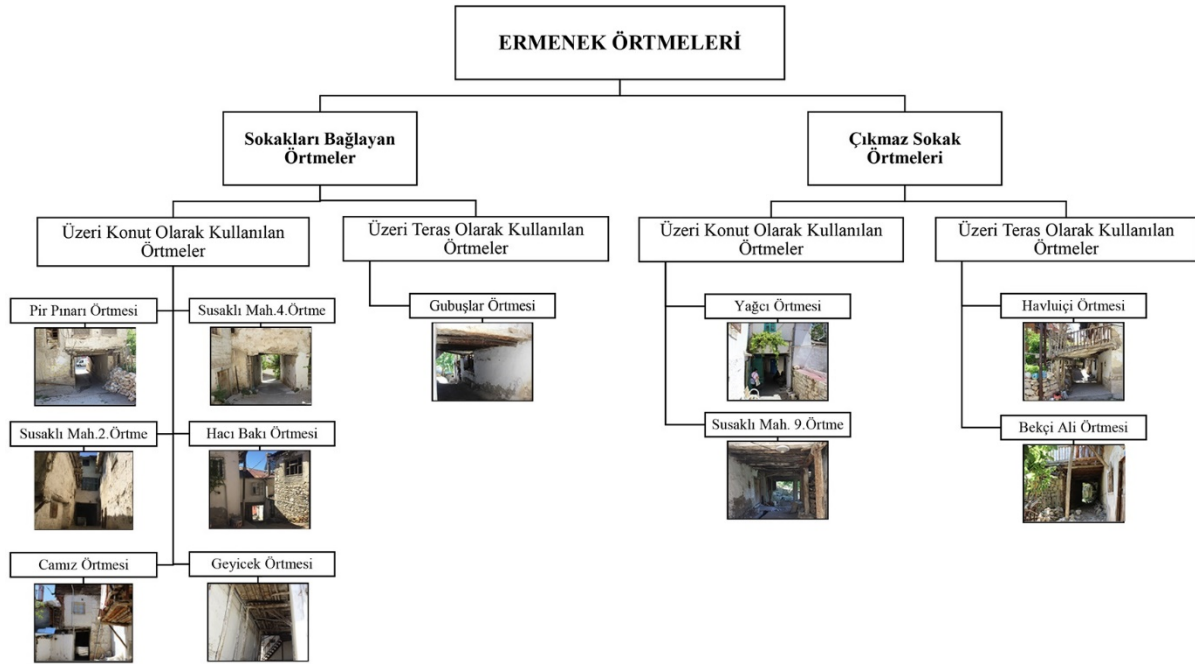 ERMENEK ÖRTMELERİ
Sokakları Bağlayan
Örtmeler
Çıkmaz Sokak
Örtmeleri
Üzeri Konut Olarak Kullanılan
Örtmeler
Üzeri Teras Olarak Kullanılan
Örtmeler
Üzeri Konut Olarak Kullanılan
Örtmeler
Üzeri Teras Olarak Kullanılan
Örtmeler
Pir Pınarı Örtmesi
Susaklı Mah.4.Örtme
Gubuşlar Örtmesi
Yağcı Örtmesi
Havluiçi Örtmesi
Susaklı Mah.2.Örtme
Hacı Bakı Örtmesi
Susaklı Mah. 9.Örtme
Bekçi Ali Örtmesi
Camız Örtmesi
Geyicek Örtmesi